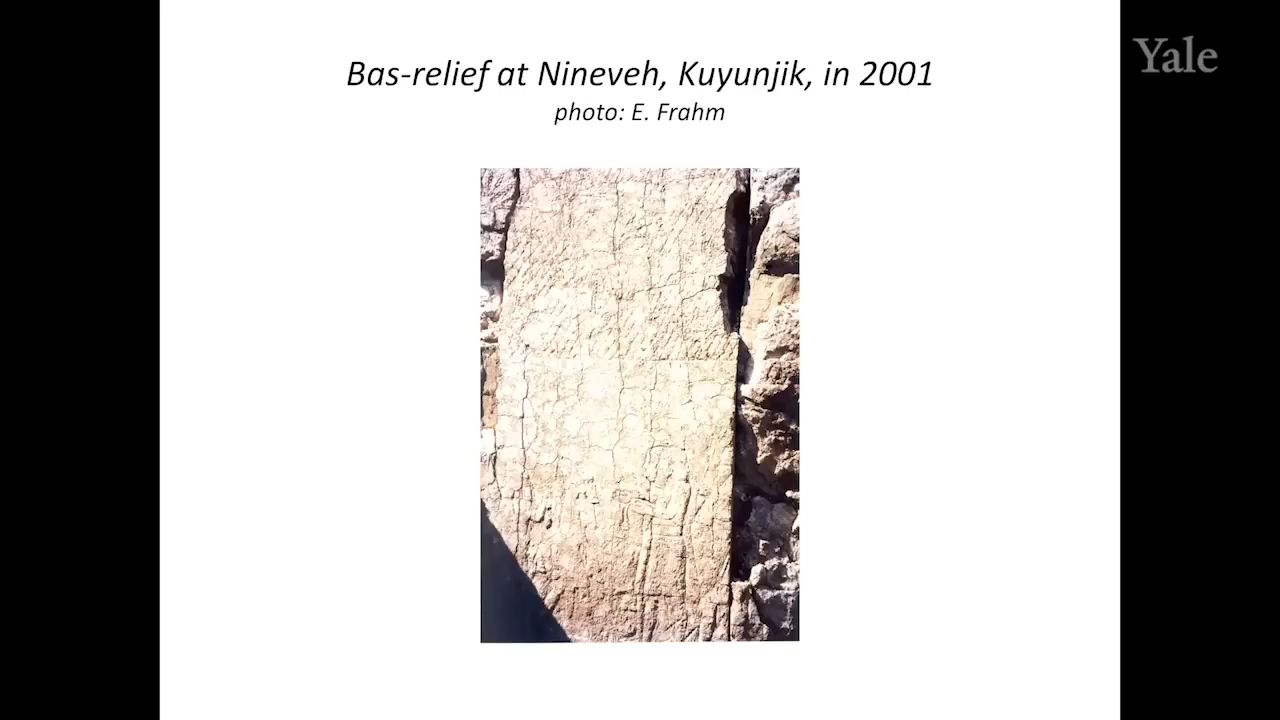 Bas-relief at Nineveh, Kuyunjik, in 2001
photo: E. Frahm
Yale